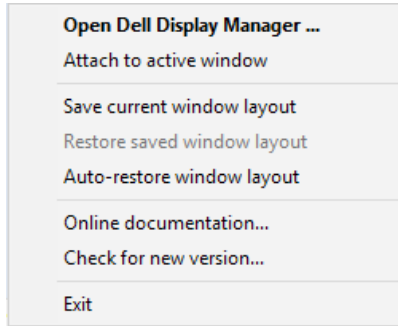 Open Dell Display Manager ...
Attach to active window
Save current window layout
Restore saved window layout
Auto-restore window layout
Online documentation...
Check for new version...
Exit